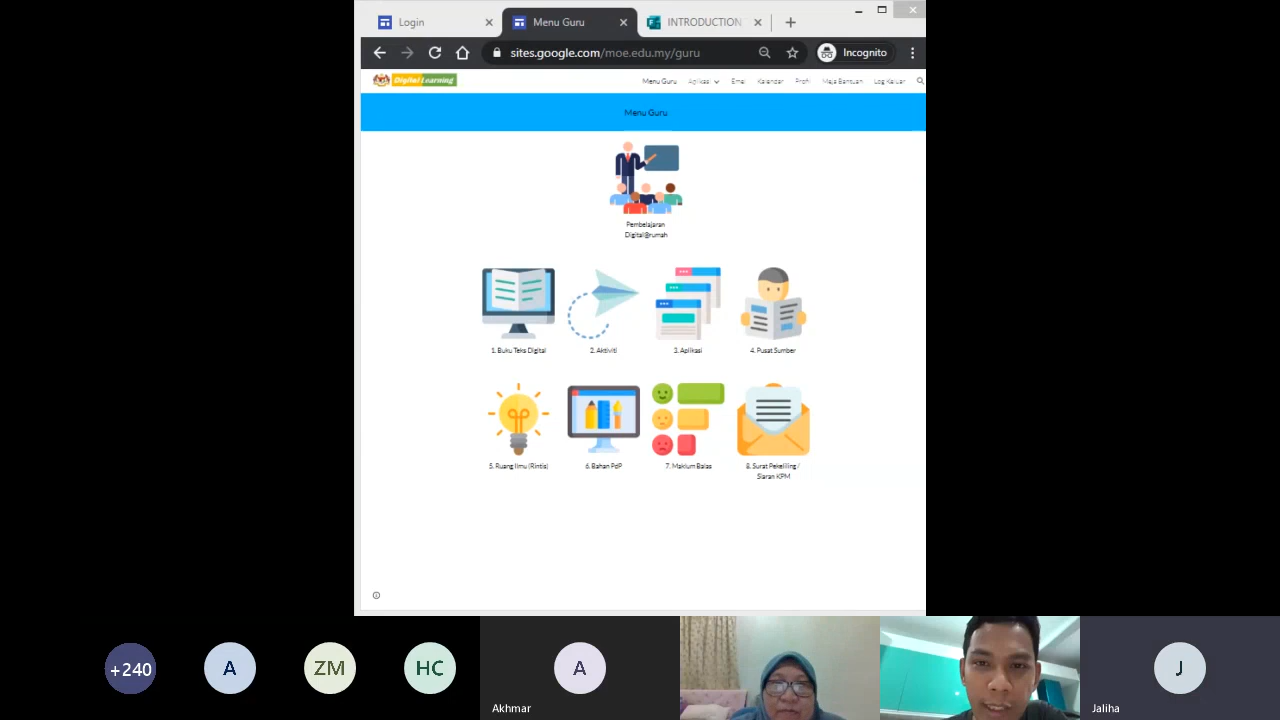 Login
Menu Guru
INTRODUCTION
sites.google.com/moe.edu.my/guru
Incognito
Digital Learning
Menu Guru Aplikasi Emel Kalendar Profil Meja Bantuan Log Keluar
Menu Guru
Pembelajaran
Digital@rumah
1. Buku Teks Digital
2. Aktiviti
3. Aplikasi
4. Pusat Sumber
5. Ruang Ilmu (Rintis)
6. Bahan PdP
7. Maklum Balas
8. Surat Pekeliling /
Siaran KPM
+240
A
ZM
HC
A
Akhmar
J
Jaliha